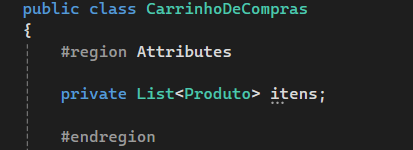 public class CarrinhoDeCompras
{
#region Attributes
private List<Produto> itens;
#endregion